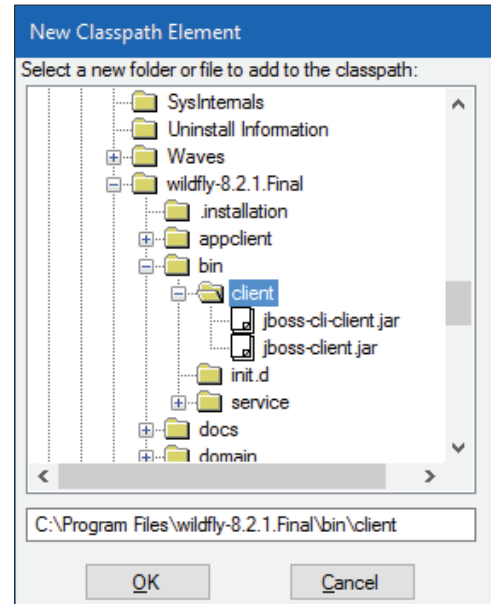 New Classpath Element
Select a new folder or file to add to the classpath:
SysInternals
Uninstall Information
Waves
wildfly-8.2.1.Final
.installation
appclient
bin
client
jboss-cli-client.jar
jboss-client.jar
init.d
service
docs
domain
C:\Program Files\wildfly-8.2.1.Final\bin\client
OK Cancel